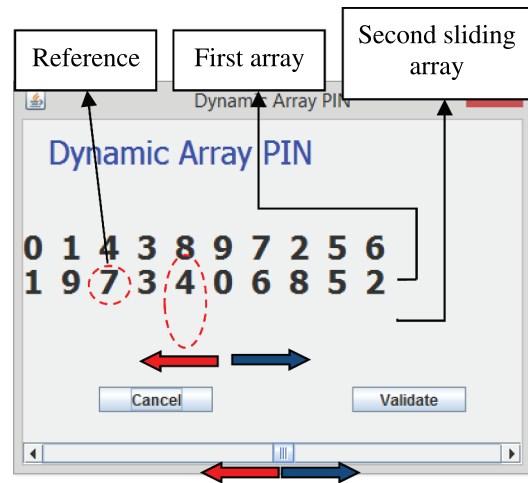 Reference
First array
Second sliding
array
Dynamic Array PIN
Dynamic Array PIN
0 1 4 3 8 9 7 2 5 6
1 9 7 3 4 0 6 8 5 2
Cancel
Validate